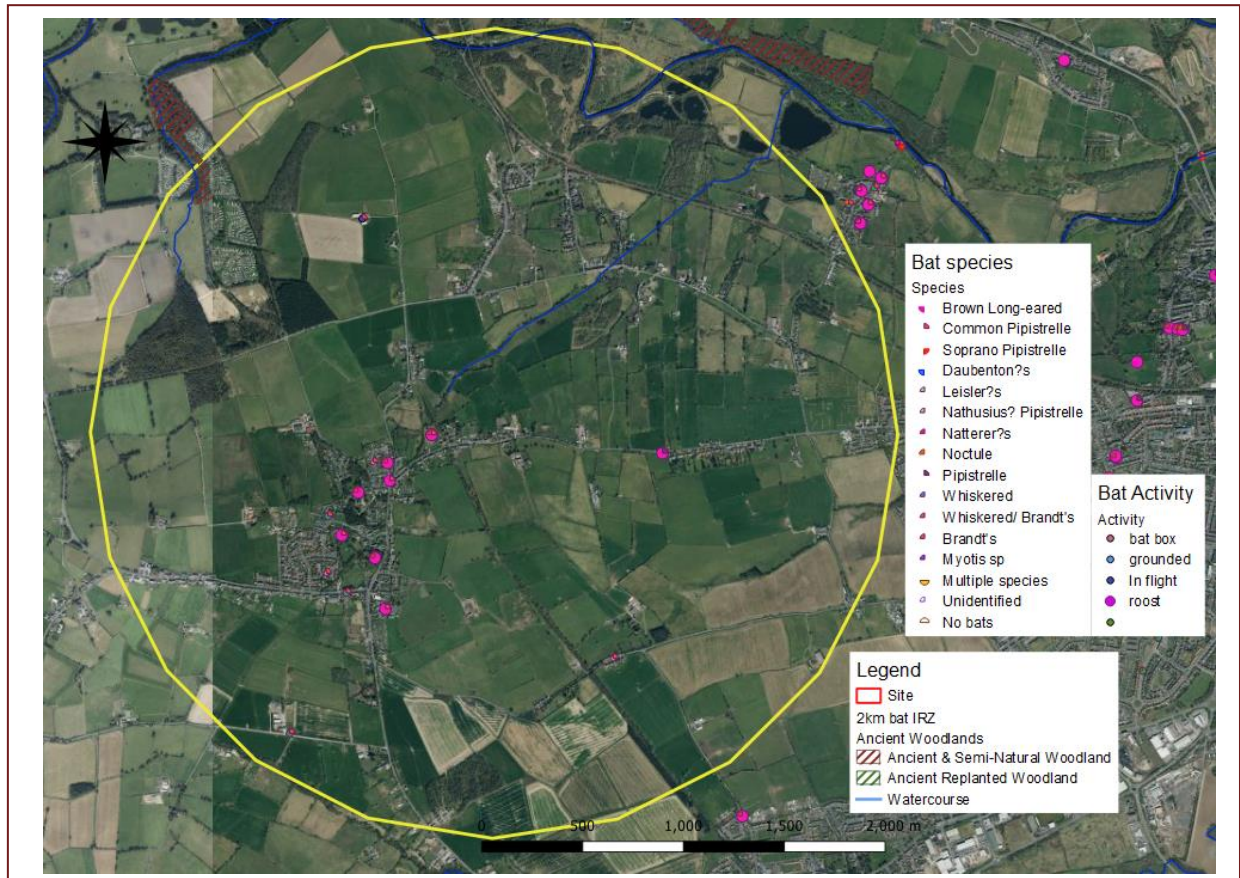 Bat species
Species
Brown Long-eared
Common Pipistrelle
Soprano Pipistrelle
Daubenton?s
Leisler?s
Nathusius? Pipistrelle
Natterer?s
Noctule
Pipistrelle
Whiskered
Whiskered/ Brandt's
Brandt's
Myotis sp
Multiple species
Unidentified
No bats
Bat Activity
Activity
bat box
grounded
In flight
roost
Legend
Site
2km bat IRZ
Ancient Woodlands
Ancient & Semi-Natural Woodland
Ancient Replanted Woodland
Watercourse
0 500 1,000 1,500 2,000 m